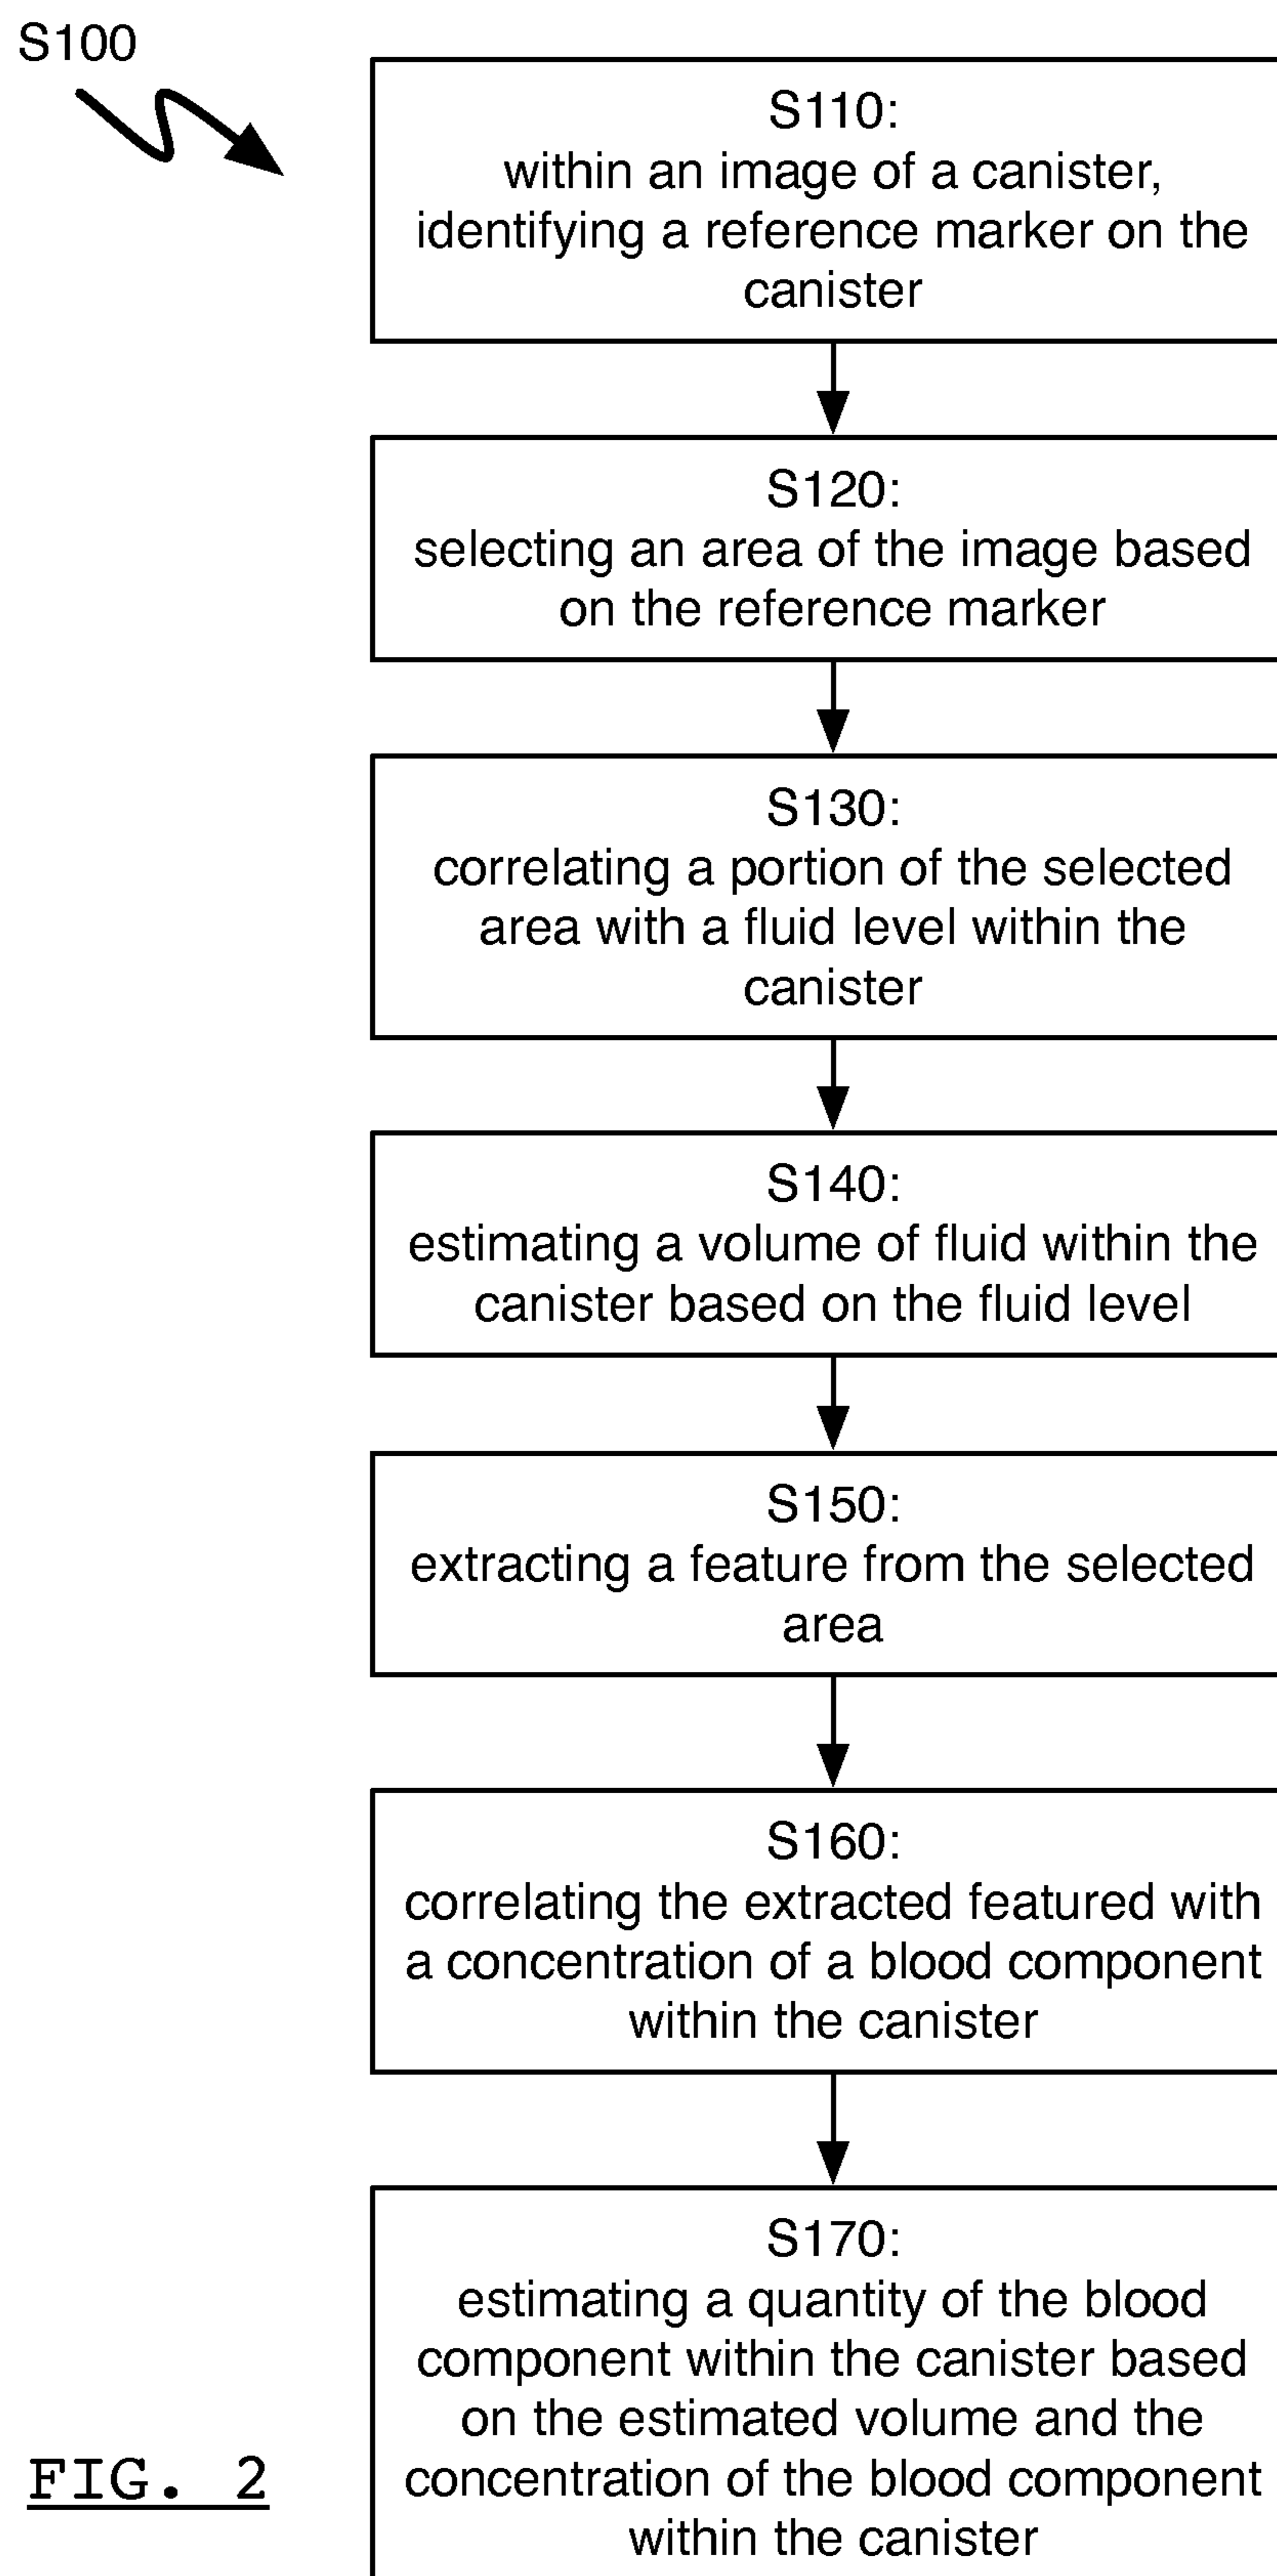 S100
S110:
within an image of a canister,
identifying a reference marker on the
canister
S120:
selecting an area of the image based
on the reference marker
S130:
correlating a portion of the selected
area with a fluid level within the
canister
S140:
estimating a volume of fluid within the
canister based on the fluid level
S150:
extracting a feature from the selected
area
S160:
correlating the extracted featured with
a concentration of a blood component
within the canister
S170:
estimating a quantity of the blood
component within the canister based
on the estimated volume and the
concentration of the blood component
within the canister
FIG. 2